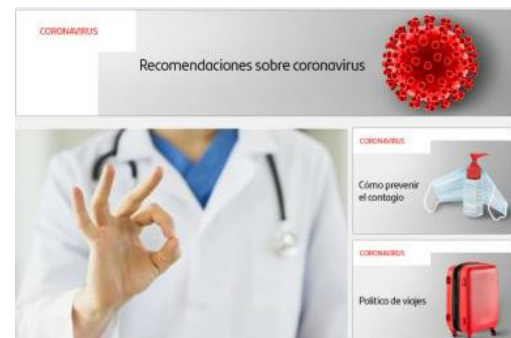 CORONAVIRUS
Recomendaciones sobre coronavirus
CORONAVIRUS
Cómo prevenir
el contagio
CORONAVIRUS
Política de viajes